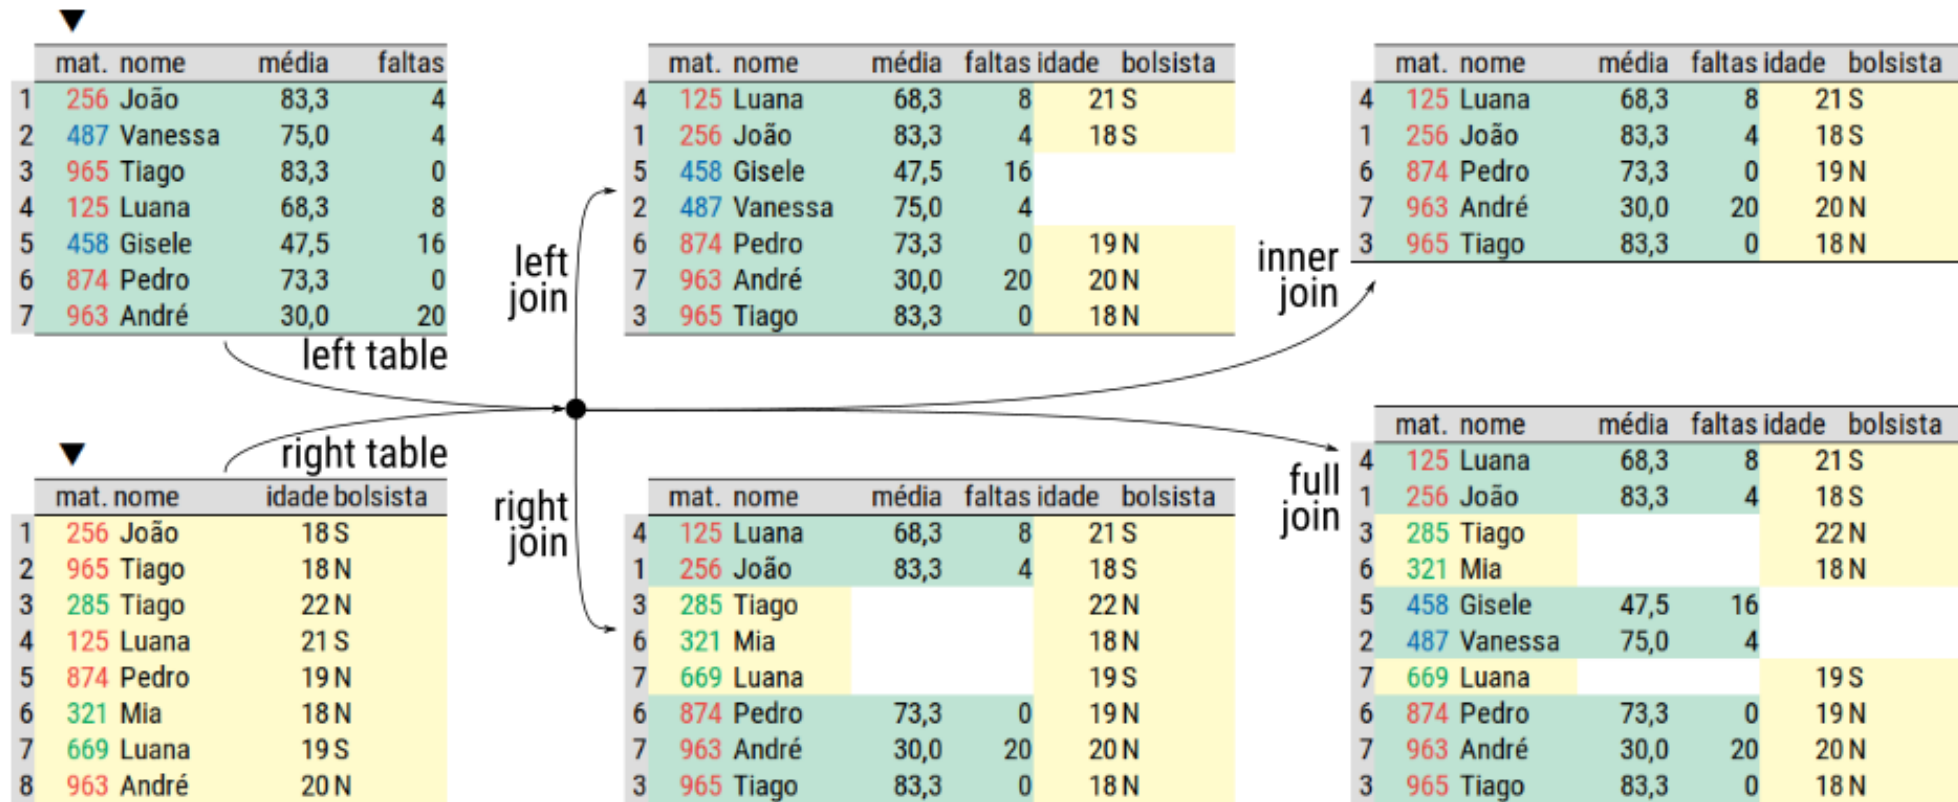 ▼
mat. nome média faltas
1 256 João 83,3 4
2 487 Vanessa 75,0 4
3 965 Tiago 83,3 0
4 125 Luana 68,3 8
5 458 Gisele 47,5 16
6 874 Pedro 73,3 0
7 963 André 30,0 20
left table
▼
right table
mat. nome idade bolsista
1 256 João 18 S
2 965 Tiago 18 N
3 285 Tiago 22 N
4 125 Luana 21 S
5 874 Pedro 19 N
6 321 Mia 18 N
7 669 Luana 19 S
8 963 André 20 N
left
join
mat. nome média faltas idade bolsista
4 125 Luana 68,3 8 21 S
1 256 João 83,3 4 18 S
5 458 Gisele 47,5 16
2 487 Vanessa 75,0 4
6 874 Pedro 73,3 0 19 N
7 963 André 30,0 20 20 N
3 965 Tiago 83,3 0 18 N
right
join
mat. nome média faltas idade bolsista
4 125 Luana 68,3 8 21 S
1 256 João 83,3 4 18 S
3 285 Tiago 22 N
6 321 Mia 18 N
7 669 Luana 19 S
6 874 Pedro 73,3 0 19 N
7 963 André 30,0 20 20 N
3 965 Tiago 83,3 0 18 N
inner
join
mat. nome média faltas idade bolsista
4 125 Luana 68,3 8 21 S
1 256 João 83,3 4 18 S
6 874 Pedro 73,3 0 19 N
7 963 André 30,0 20 20 N
3 965 Tiago 83,3 0 18 N
full
join
mat. nome média faltas idade bolsista
4 125 Luana 68,3 8 21 S
1 256 João 83,3 4 18 S
3 285 Tiago 22 N
6 321 Mia 18 N
5 458 Gisele 47,5 16
2 487 Vanessa 75,0 4
7 669 Luana 19 S
6 874 Pedro 73,3 0 19 N
7 963 André 30,0 20 20 N
3 965 Tiago 83,3 0 18 N